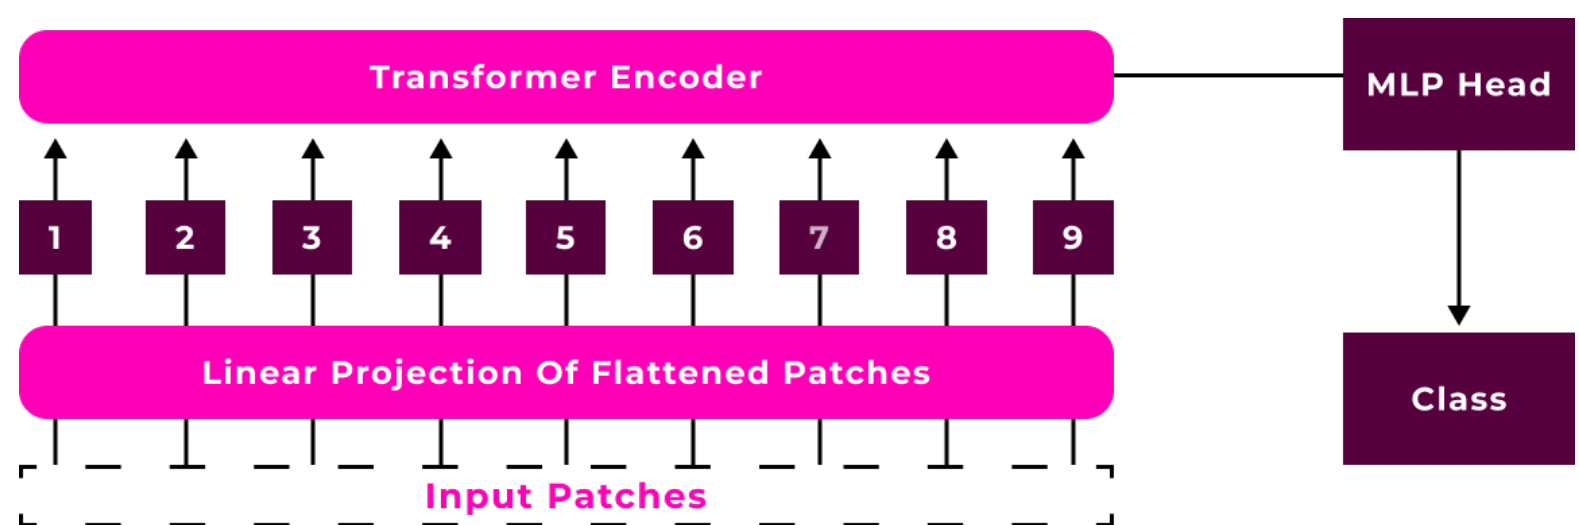 Transformer Encoder
MLP Head
1 2 3 4 5 6 7 8 9
Linear Projection Of Flattened Patches
Class
Input Patches